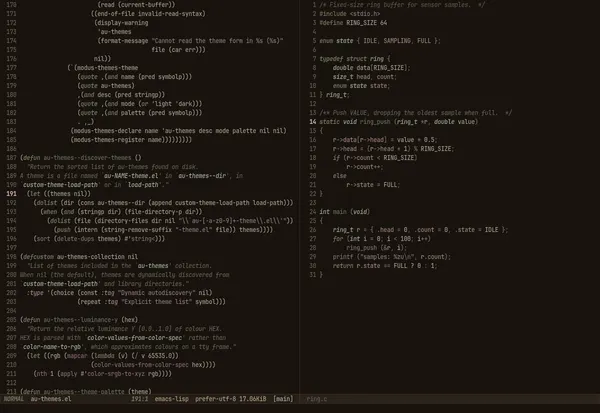 170 (read (current-buffer))
171 ((end-of-file invalid-read-syntax)
172 (display-warning
173 'au-themes
174 (format-message "Cannot read the theme form in %s (%s)"
175 file (car err)))
176 nil))
177 (`(modus-themes-theme
178 (quote ,(and name (pred symbolp)))
179 (quote au-themes)
180 ,(and desc (pred stringp))
181 (quote ,(and mode (or 'light 'dark)))
182 (quote ,(and palette (pred symbolp)))
183 . ,_)
184 (modus-themes-declare name 'au-themes desc mode palette nil nil)
185 (modus-themes-register name)))))))))
186
187 (defun au-themes--discover-themes ()
188 "Return the sorted list of au-themes found on disk.
189 A theme is a file named `au-NAME-theme.el' in `au-themes--dir', in
190 `custom-theme-load-path' or in `load-path'."
191 (let ((themes nil))
192 (dolist (dir (cons au-themes--dir (append custom-theme-load-path load-path)))
193 (when (and (stringp dir) (file-directory-p dir))
194 (dolist (file (directory-files dir nil "\\`au-[-a-z0-9]+-theme\\.el\\'"))
195 (push (intern (string-remove-suffix "-theme.el" file)) themes))))
196 (sort (delete-dups themes) #'string<)))
197
198 (defcustom au-themes-collection nil
199 "List of themes included in the `au-themes' collection.
200 When nil (the default), themes are dynamically discovered from
201 `custom-theme-load-path' and library directories."
202 :type '(choice (const :tag "Dynamic autodiscovery" nil)
203 (repeat :tag "Explicit theme list" symbol)))
204
205 (defun au-themes--luminance-y (hex)
206 "Return the relative luminance Y [0.0..1.0] of colour HEX.
207 HEX is parsed with `color-values-from-color-spec' rather than
208 `color-name-to-rgb', which approximates colours on a tty frame."
209 (let ((rgb (mapcar (lambda (v) (/ v 65535.0))
210 (color-values-from-color-spec hex))))
211 (nth 1 (apply #'color-srgb-to-xyz rgb))))
212
213 (defun au-themes--theme-palette (theme)
NORMAL au-themes.el 191:1 emacs-lisp prefer-utf-8 17.06KiB [main]
1 /* Fixed-size ring buffer for sensor samples. */
2 #include <stdio.h>
3 #define RING_SIZE 64
4
5 enum state { IDLE, SAMPLING, FULL };
6
7 typedef struct ring {
8 double data[RING_SIZE];
9 size_t head, count;
10 enum state state;
11 } ring_t;
12
13 /** Push VALUE, dropping the oldest sample when full. */
14 static void ring_push (ring_t *r, double value)
15 {
16 r->data[r->head] = value + 0.5;
17 r->head = (r->head + 1) % RING_SIZE;
18 if (r->count < RING_SIZE)
19 r->count++;
20 else
21 r->state = FULL;
22 }
23
24 int main (void)
25 {
26 ring_t r = { .head = 0, .count = 0, .state = IDLE };
27 for (int i = 0; i < 100; i++)
28 ring_push (&r, i);
29 printf ("samples: %zu\n", r.count);
30 return r.state == FULL ? 0 : 1;
31 }
ring.c